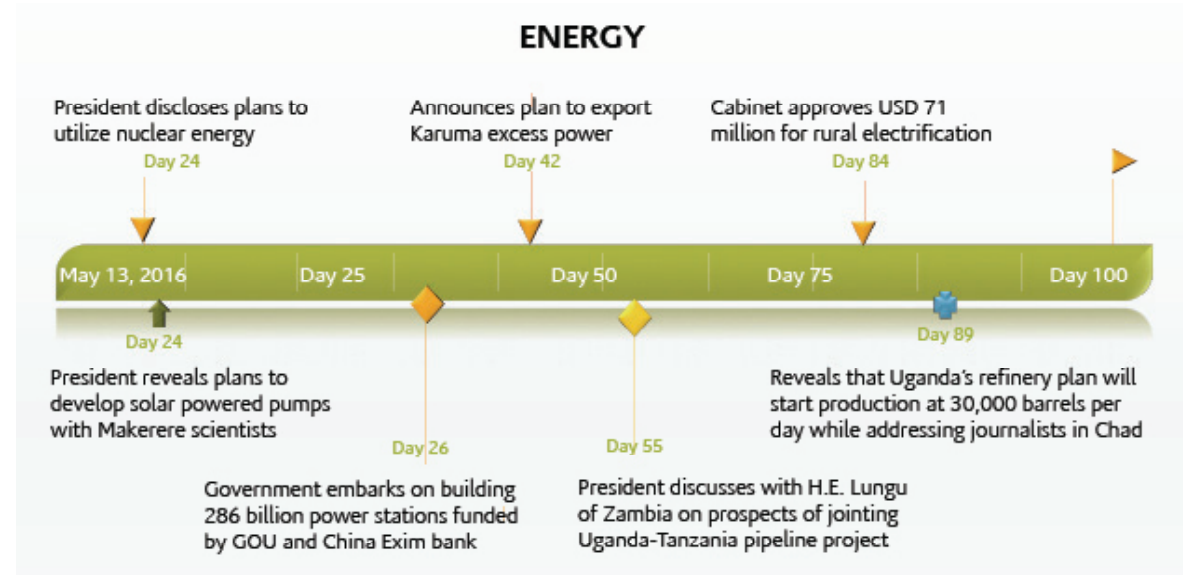 ENERGY
President discloses plans to
utilize nuclear energy
Day 24
Announces plan to export
Karuma excess power
Day 42
Cabinet approves USD 71
million for rural electrification
Day 84
May 13, 2016
Day 25
Day 50
Day 75
Day 100
Day 24
President reveals plans to
develop solar powered pumps
with Makerere scientists
Day 26
Government embarks on building
286 billion power stations funded
by GOU and China Exim bank
Day 55
President discusses with H.E. Lungu
of Zambia on prospects of jointing
Uganda-Tanzania pipeline project
Day 89
Reveals that Uganda's refinery plan will
start production at 30,000 barrels per
day while addressing journalists in Chad